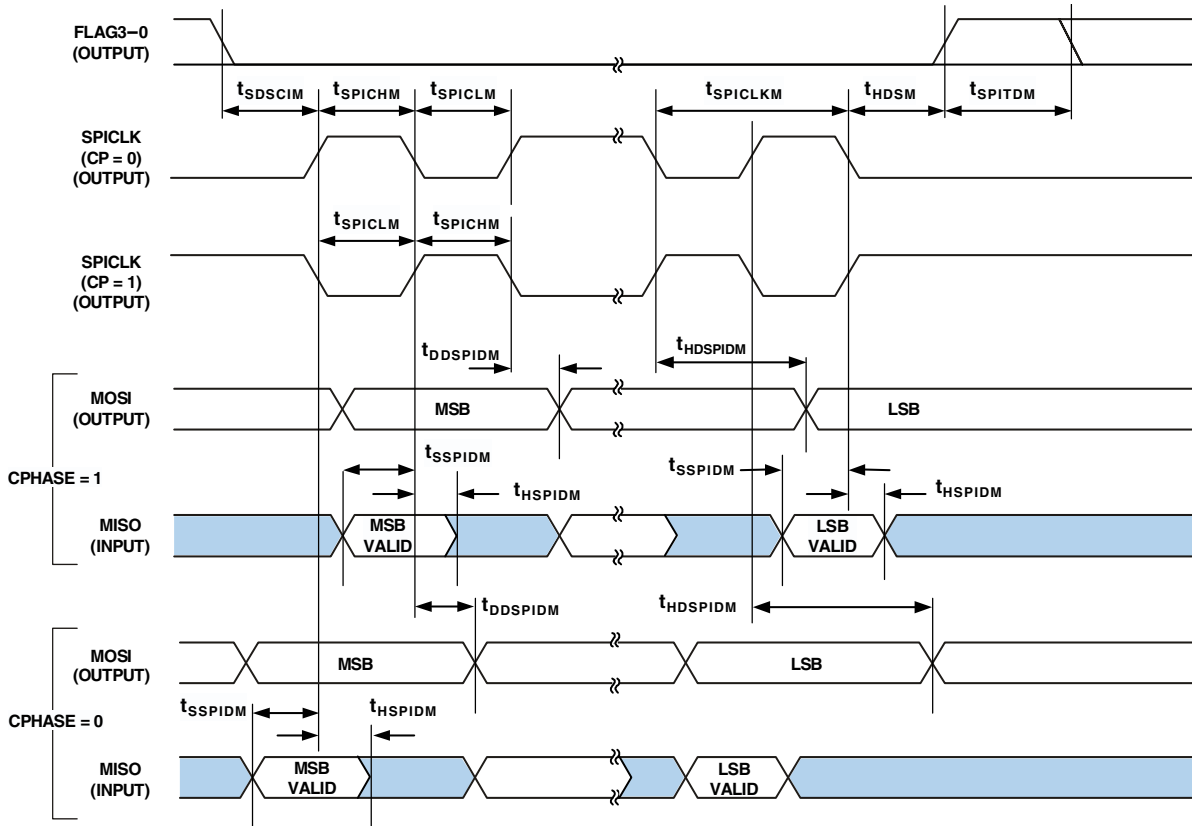 FLAG3–0
(OUTPUT)
tSDSCIM
tSPICHM
tSPICLM
tSPICLKM
tHDSM
tSPITDM
SPICLK
(CP = 0)
(OUTPUT)
tSPICLM
tSPICHM
SPICLK
(CP = 1)
(OUTPUT)
tDDSPIDM
tHDSPIDM
MOSI
(OUTPUT)
MSB
LSB
CPHASE = 1
tSSPIDM
tHSPIDM
tSSPIDM
tHSPIDM
MISO
(INPUT)
MSB
VALID
LSB
VALID
tDDSPIDM
tHDSPIDM
MOSI
(OUTPUT)
MSB
LSB
CPHASE = 0
tSSPIDM
tHSPIDM
MISO
(INPUT)
MSB
VALID
LSB
VALID